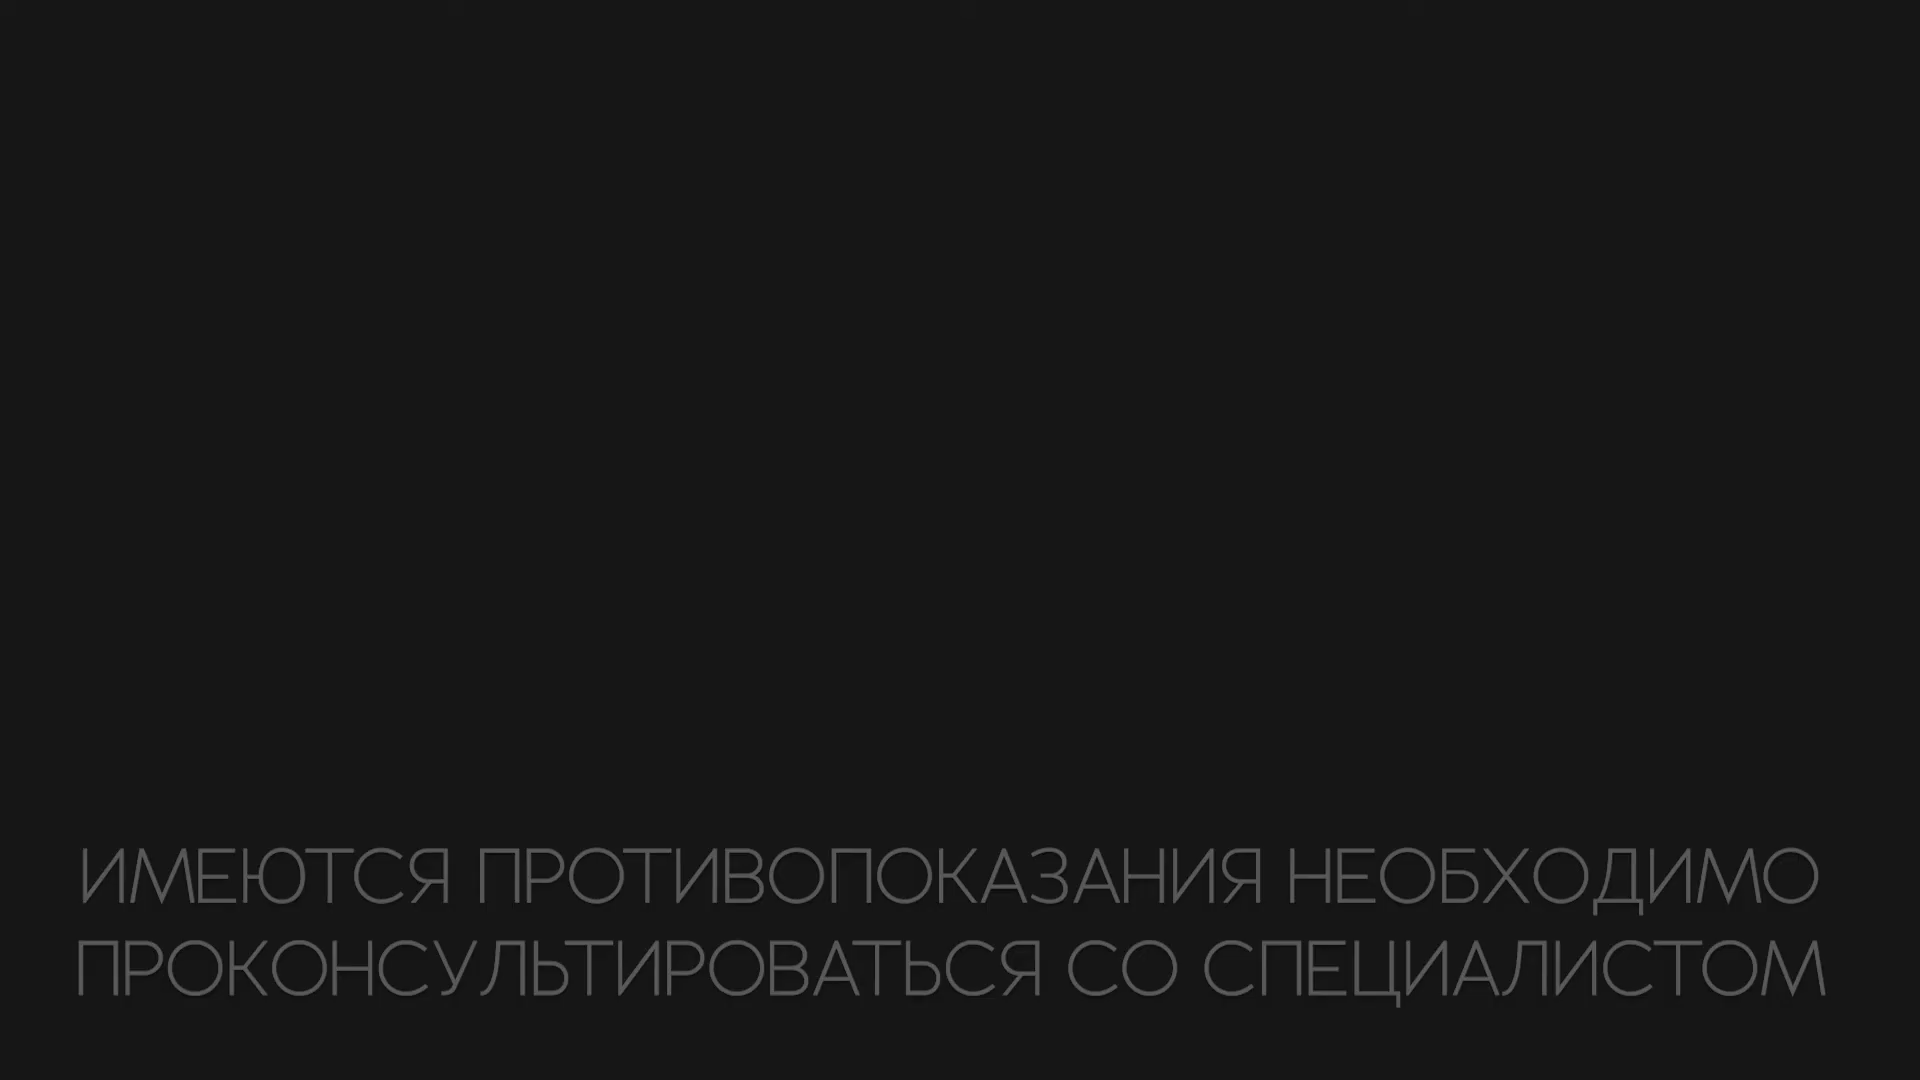 ИМЕЮТСЯ ПРОТИВОПОКАЗАНИЯ НЕОБХОДИМО
ПРОКОНСУЛЬТИРОВАТЬСЯ СО СПЕЦИАЛИСТОМ